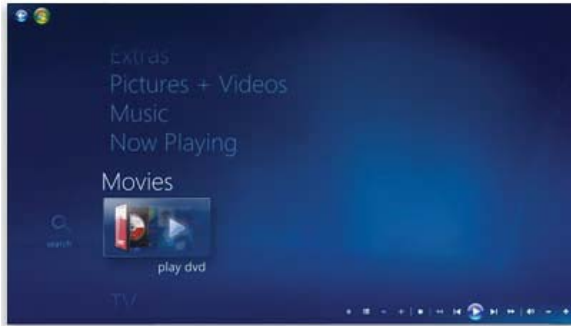 Extras
Pictures + Videos
Music
Now Playing
Movies
search
play dvd
TV